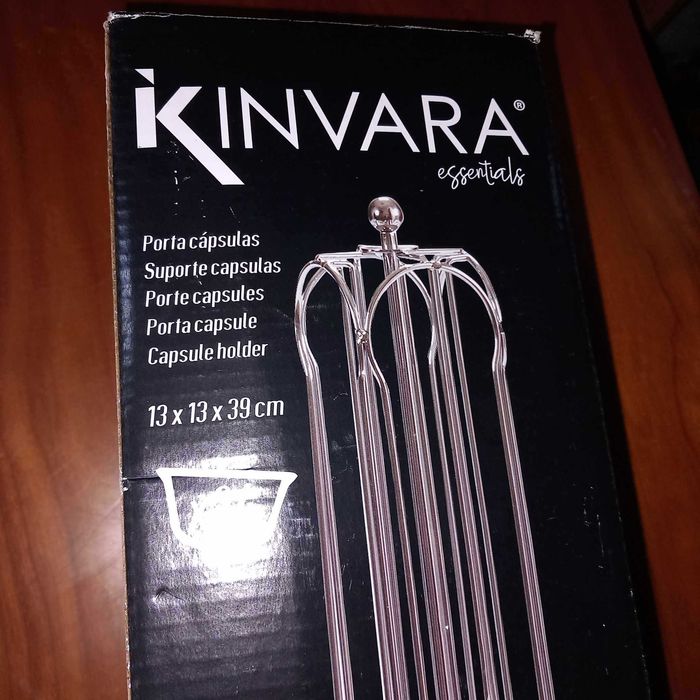 KINVARA®
essentials
Porta cápsulas
Suporte capsulas
Porte capsules
Porta capsule
Capsule holder
13 x 13 x 39 cm